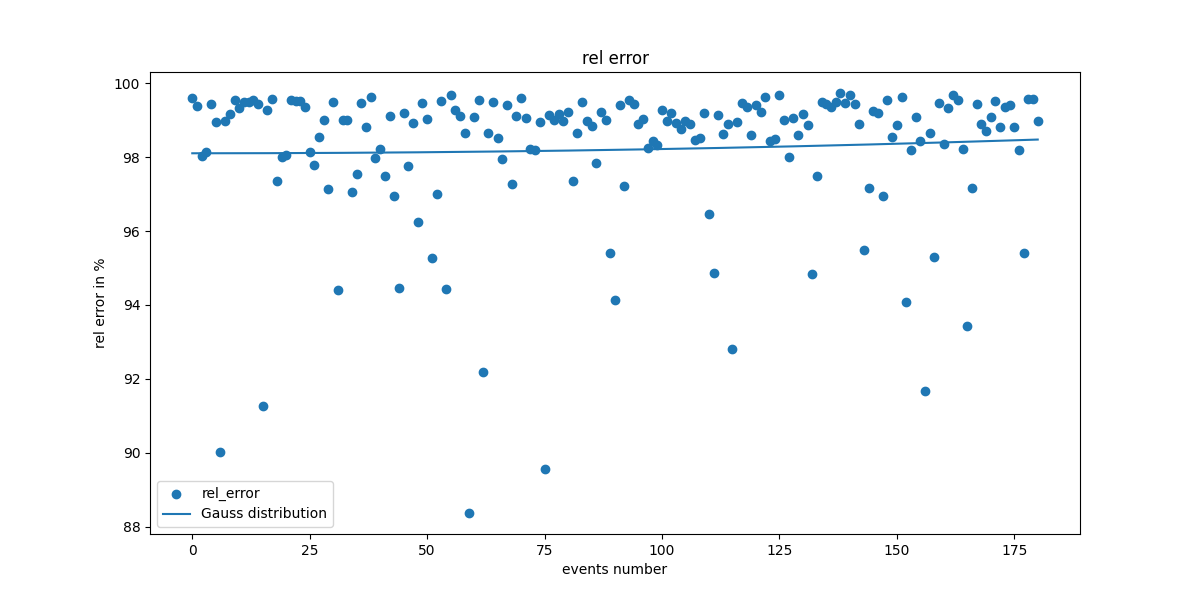 rel error
rel error in %
100
98
96
94
92
90
88
rel_error
Gauss distribution
0 25 50 75 100 125 150 175
events number